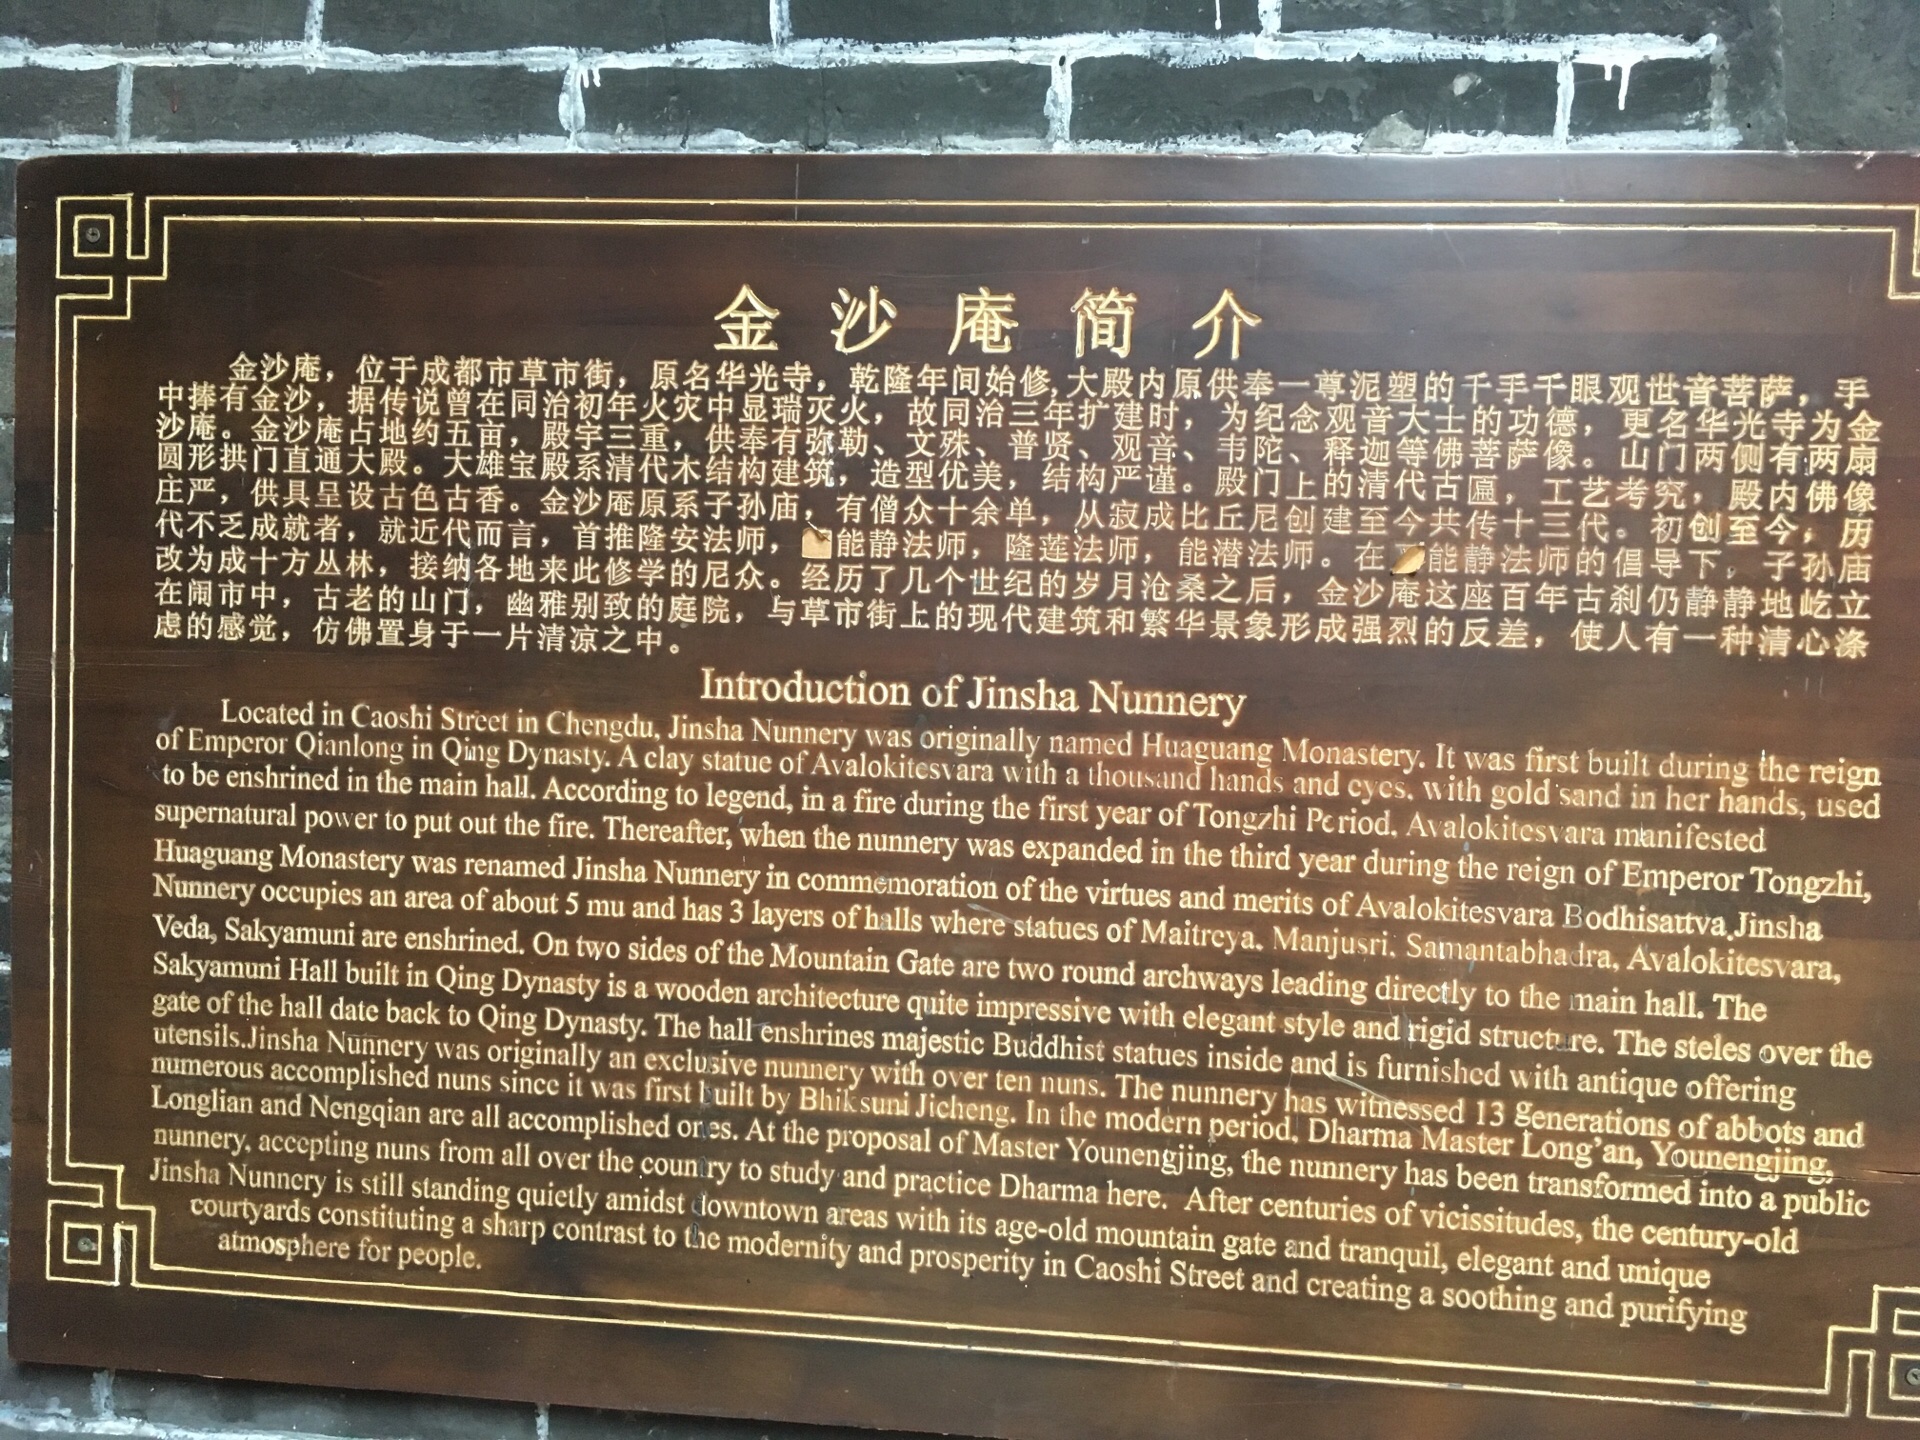 金沙庵简介
金沙庵，位于成都市草市街，原名华光寺，乾隆年间始修,大殿内原供奉一尊泥塑的千手千眼观世音菩萨，手
中捧有金沙，据传说曾在同治初年火灾中显瑞灭火，故同治三年扩建时，为纪念观音大士的功德，更名华光寺为金
沙庵。金沙庵占地约五亩，殿宇三重，供奉有弥勒、文殊、普贤、观音、韦陀、释迦等佛菩萨像。山门两侧有两扇
圆形拱门直通大殿。大雄宝殿系清代木结构建筑，造型优美，结构严谨。殿门上的清代古匾，工艺考究，殿内佛像
庄严，供具呈设古色古香。金沙庵原系子孙庙，有僧众十余单，从寂成比丘尼创建至今共传十三代。初创至今，历
代不乏成就者，就近代而言，首推隆安法师，能静法师，隆莲法师，能潜法师。在能静法师的倡导下，子孙庙
改为成十方丛林，接纳各地来此修学的尼众。经历了几个世纪的岁月沧桑之后，金沙庵这座百年古刹仍静静地屹立
在闹市中，古老的山门，幽雅别致的庭院，与草市街上的现代建筑和繁华景象形成强烈的反差，使人有一种清心涤
虑的感觉，仿佛置身于一片清凉之中。
Introduction of Jinsha Nunnery
Located in Caoshi Street in Chengdu, Jinsha Nunnery was originally named Huaguang Monastery. It was first built during the reign
of Emperor Qianlong in Qing Dynasty. A clay statue of Avalokitesvara with a thousand hands and eyes, with gold sand in her hands, used
to be enshrined in the main hall. According to legend, in a fire during the first year of Tongzhi Period, Avalokitesvara manifested
supernatural power to put out the fire. Thereafter, when the nunnery was expanded in the third year during the reign of Emperor Tongzhi,
Huaguang Monastery was renamed Jinsha Nunnery in commemoration of the virtues and merits of Avalokitesvara Bodhisattva.Jinsha
Nunnery occupies an area of about 5 mu and has 3 layers of halls where statues of Maitreya, Manjusri, Samantabhadra, Avalokitesvara,
Veda, Sakyamuni are enshrined. On two sides of the Mountain Gate are two round archways leading directly to the main hall. The
Sakyamuni Hall built in Qing Dynasty is a wooden architecture quite impressive with elegant style and rigid structure. The steles over the
gate of the hall date back to Qing Dynasty. The hall enshrines majestic Buddhist statues inside and is furnished with antique offering
utensils.Jinsha Nunnery was originally an exclusive nunnery with over ten nuns. The nunnery has witnessed 13 generations of abbots and
numerous accomplished nuns since it was first built by Bhiksuni Jicheng. In the modern period, Dharma Master Long'an, Younengjing,
Longlian and Nengqian are all accomplished ones. At the proposal of Master Younengjing, the nunnery has been transformed into a public
nunnery, accepting nuns from all over the country to study and practice Dharma here. After centuries of vicissitudes, the century-old
Jinsha Nunnery is still standing quietly amidst downtown areas with its age-old mountain gate and tranquil, elegant and unique
courtyards constituting a sharp contrast to the modernity and prosperity in Caoshi Street and creating a soothing and purifying
atmosphere for people.